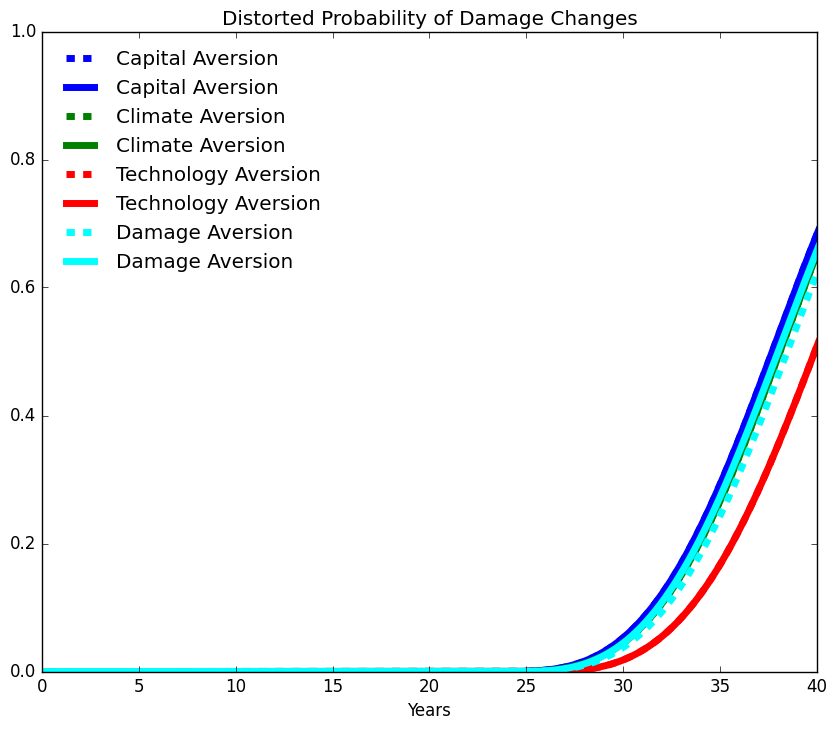 Distorted Probability of Damage Changes
1.0
Capital Aversion
Capital Aversion
Climate Aversion
Climate Aversion
Technology Aversion
Technology Aversion
Damage Aversion
Damage Aversion
0.8
0.6
0.4
0.2
0.0
0 5 10 15 20 25 30 35 40
Years